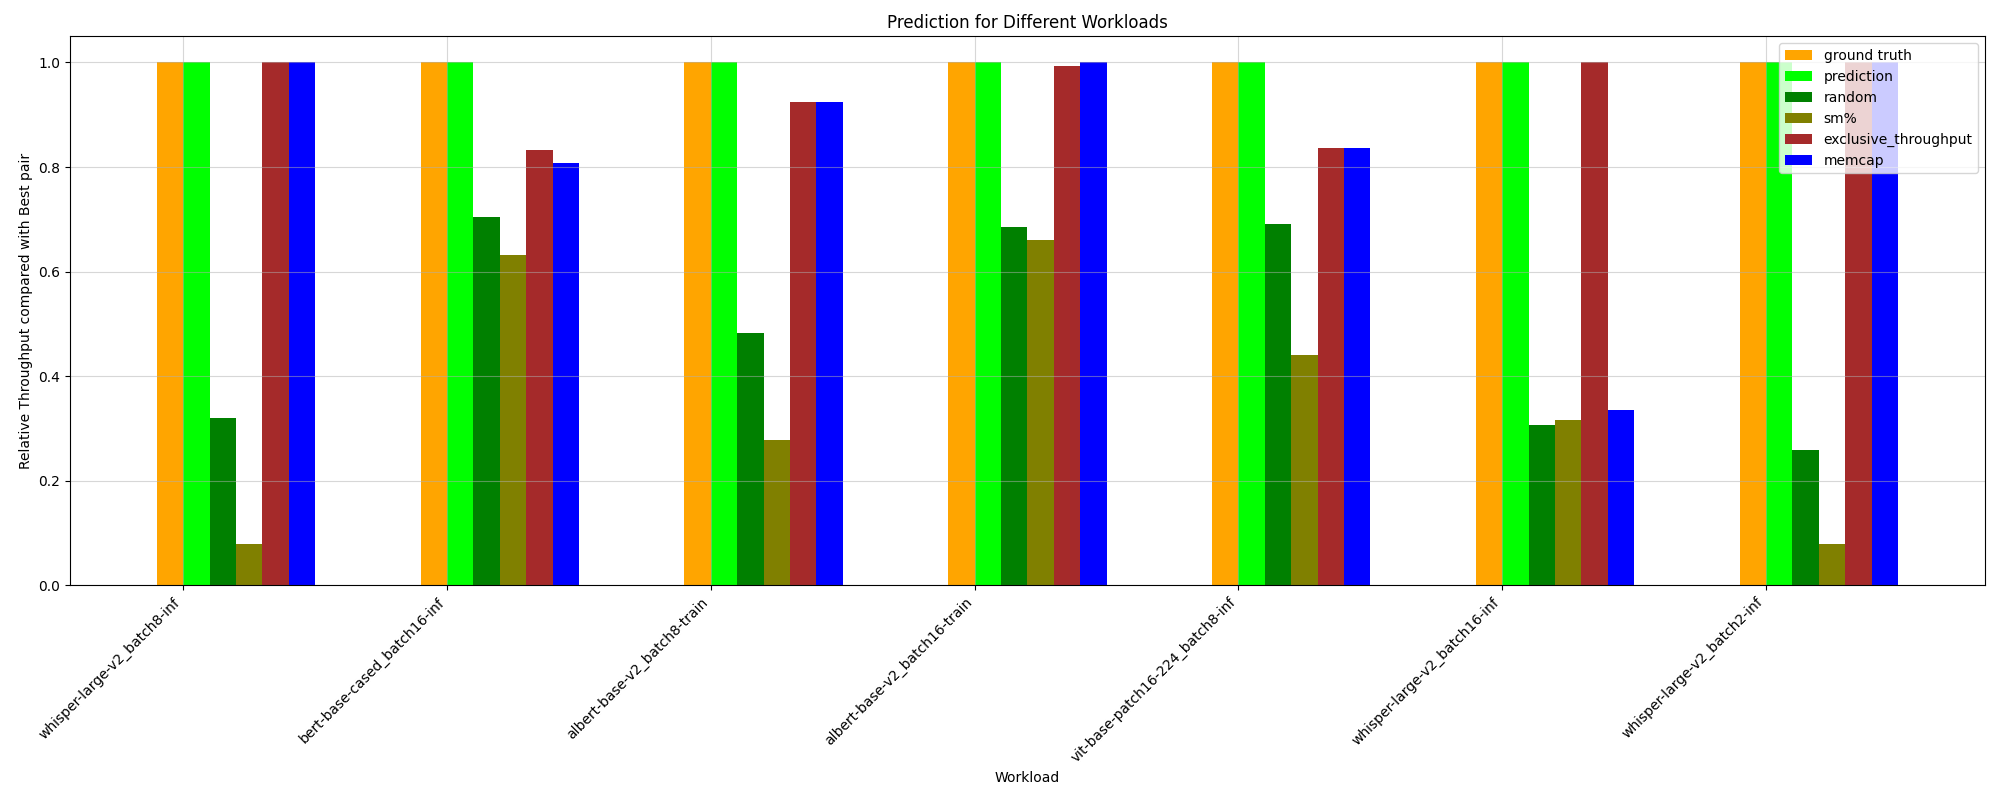 Prediction for Different Workloads
Relative Throughput compared with Best pair
1.0
0.8
0.6
0.4
0.2
0.0
ground truth
prediction
random
sm%
exclusive_throughput
memcap
whisper-large-v2_batch8-inf
bert-base-cased_batch16-inf
albert-base-v2_batch8-train
albert-base-v2_batch16-train
vit-base-patch16-224_batch8-inf
whisper-large-v2_batch16-inf
whisper-large-v2_batch2-inf
Workload